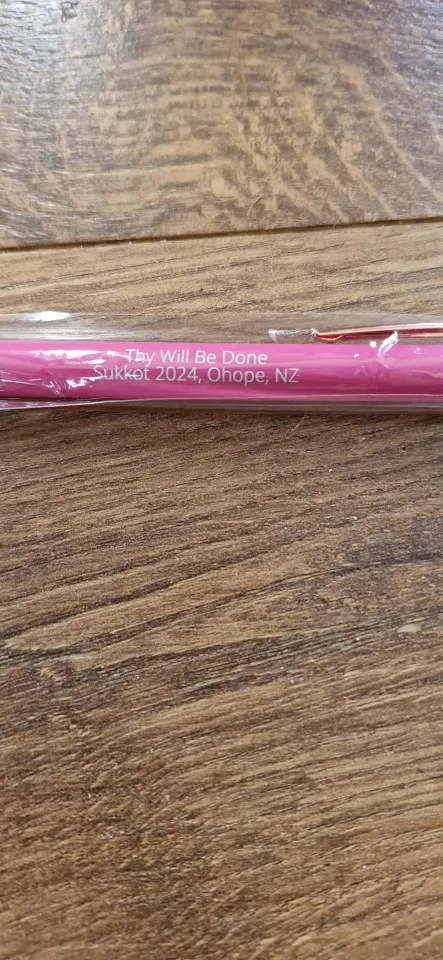 Thy Will Be Done
Sukkot 2024, Ohope, NZ